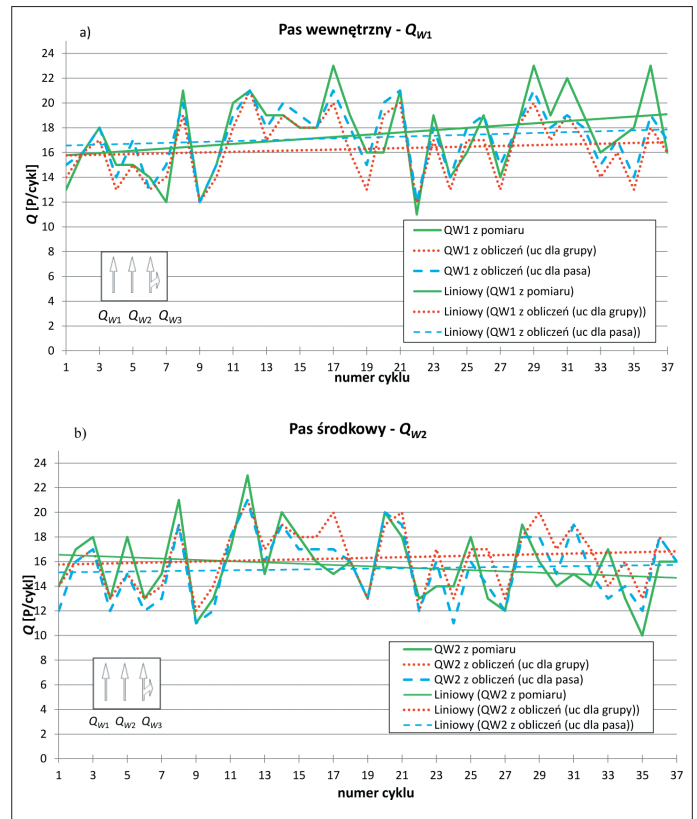 a)
Pas wewnętrzny - QW1
24
22
20
18
16
14
12
10
8
6
4
2
0
Q [P/cykl]
QW1 z pomiaru
QW1 z obliczeń (uc dla grupy)
QW1 z obliczeń (uc dla pasa)
Liniowy (QW1 z pomiaru)
Liniowy (QW1 z obliczeń (uc dla grupy))
Liniowy (QW1 z obliczeń (uc dla pasa))
QW1 QW2 QW3
1 3 5 7 9 11 13 15 17 19 21 23 25 27 29 31 33 35 37
numer cyklu
b)
Pas środkowy - QW2
24
22
20
18
16
14
12
10
8
6
4
2
0
Q [P/cykl]
QW2 z pomiaru
QW2 z obliczeń (uc dla grupy)
QW2 z obliczeń (uc dla pasa)
Liniowy (QW2 z pomiaru)
Liniowy (QW2 z obliczeń (uc dla grupy))
Liniowy (QW2 z obliczeń (uc dla pasa))
QW1 QW2 QW3
1 3 5 7 9 11 13 15 17 19 21 23 25 27 29 31 33 35 37
numer cyklu